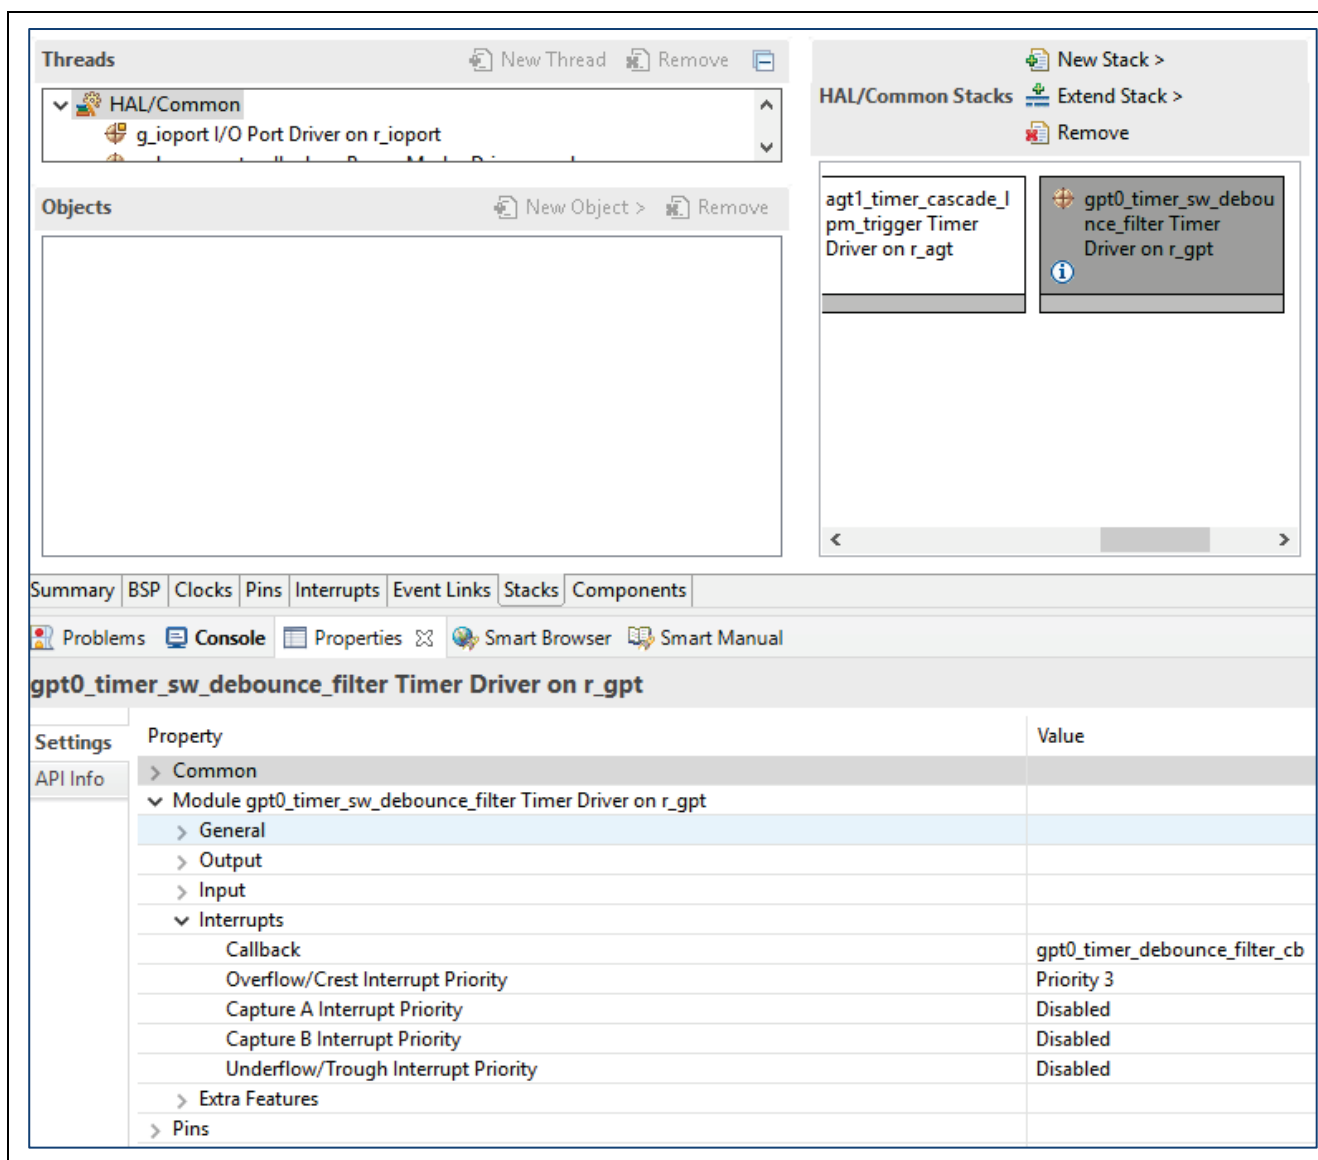 Threads
New Thread
Remove
HAL/Common
g_ioport I/O Port Driver on r_ioport
Objects
New Object >
Remove
HAL/Common Stacks
New Stack >
Extend Stack >
Remove
agt1_timer_cascade_l
pm_trigger Timer
Driver on r_agt
gpt0_timer_sw_debou
nce_filter Timer
Driver on r_gpt
Summary BSP Clocks Pins Interrupts Event Links Stacks Components
Problems Console Properties Smart Browser Smart Manual
gpt0_timer_sw_debounce_filter Timer Driver on r_gpt
Settings
API Info
Property Value
Common
Module gpt0_timer_sw_debounce_filter Timer Driver on r_gpt
General
Output
Input
Interrupts
Callback gpt0_timer_debounce_filter_cb
Overflow/Crest Interrupt Priority Priority 3
Capture A Interrupt Priority Disabled
Capture B Interrupt Priority Disabled
Underflow/Trough Interrupt Priority Disabled
Extra Features
Pins